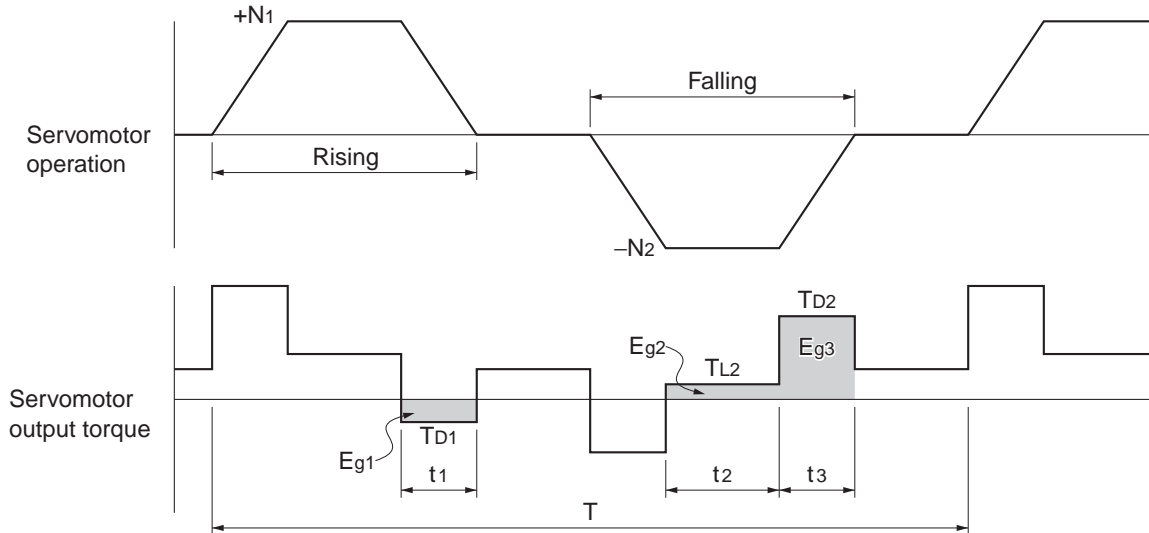 +N1
Falling
Servomotor
operation
Rising
–N2
TD2
Eg2
TL2
Eg3
Servomotor
output torque
TD1
Eg1
t1
t2
t3
T